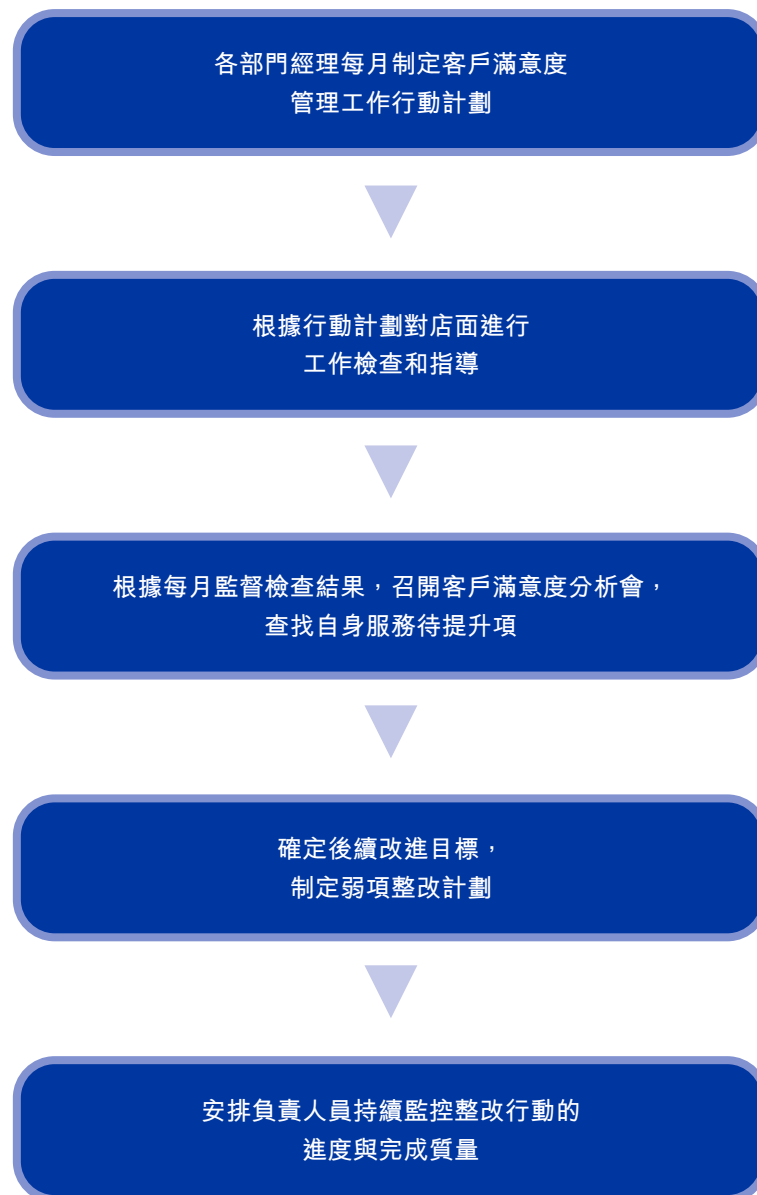 各部門經理每月制定客戶滿意度
管理工作行動計劃
根據行動計劃對店面進行
工作檢查和指導
根據每月監督檢查結果，召開客戶滿意度分析會，
查找自身服務待提升項
確定後續改進目標，
制定弱項整改計劃
安排負責人員持續監控整改行動的
進度與完成質量